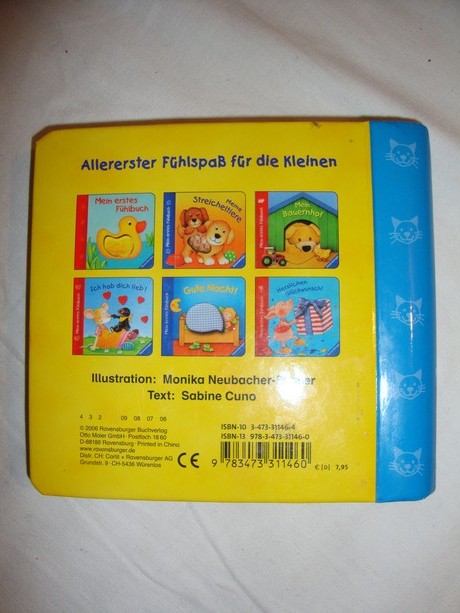 Allererster Fühlspaß für die Kleinen
Mein erstes
Fühlbuch
Meine
Streicheltiere
Mein
Bauernhof
Ich hab dich lieb!
Gute Nacht!
Herzlichen
Glückwunsch!
Illustration: Monika
Text: Sabine Cuno
4 3 2 09 08 07 06
© 2006 Ravensburger Buchverlag
Otto Maier GmbH · Postfach 18 60
D-88188 Ravensburg · Printed in China
www.ravensburger.de
Distr. CH: Carlit + Ravensburger AG
Grundstr. 9 · CH-5436 Würenlos
CE
ISBN-10 3-473-31146-4
ISBN-13 978-3-473-31146-0
9 783473 311460
€ [D] 7,95